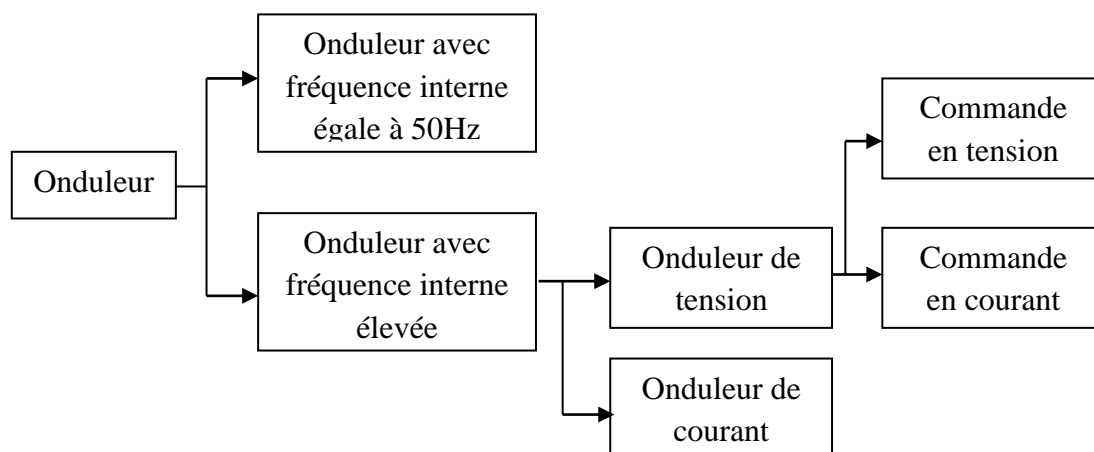 Onduleur
Onduleur avec
fréquence interne
égale à 50Hz
Onduleur avec
fréquence interne
élevée
Onduleur de
tension
Onduleur de
courant
Commande
en tension
Commande
en courant